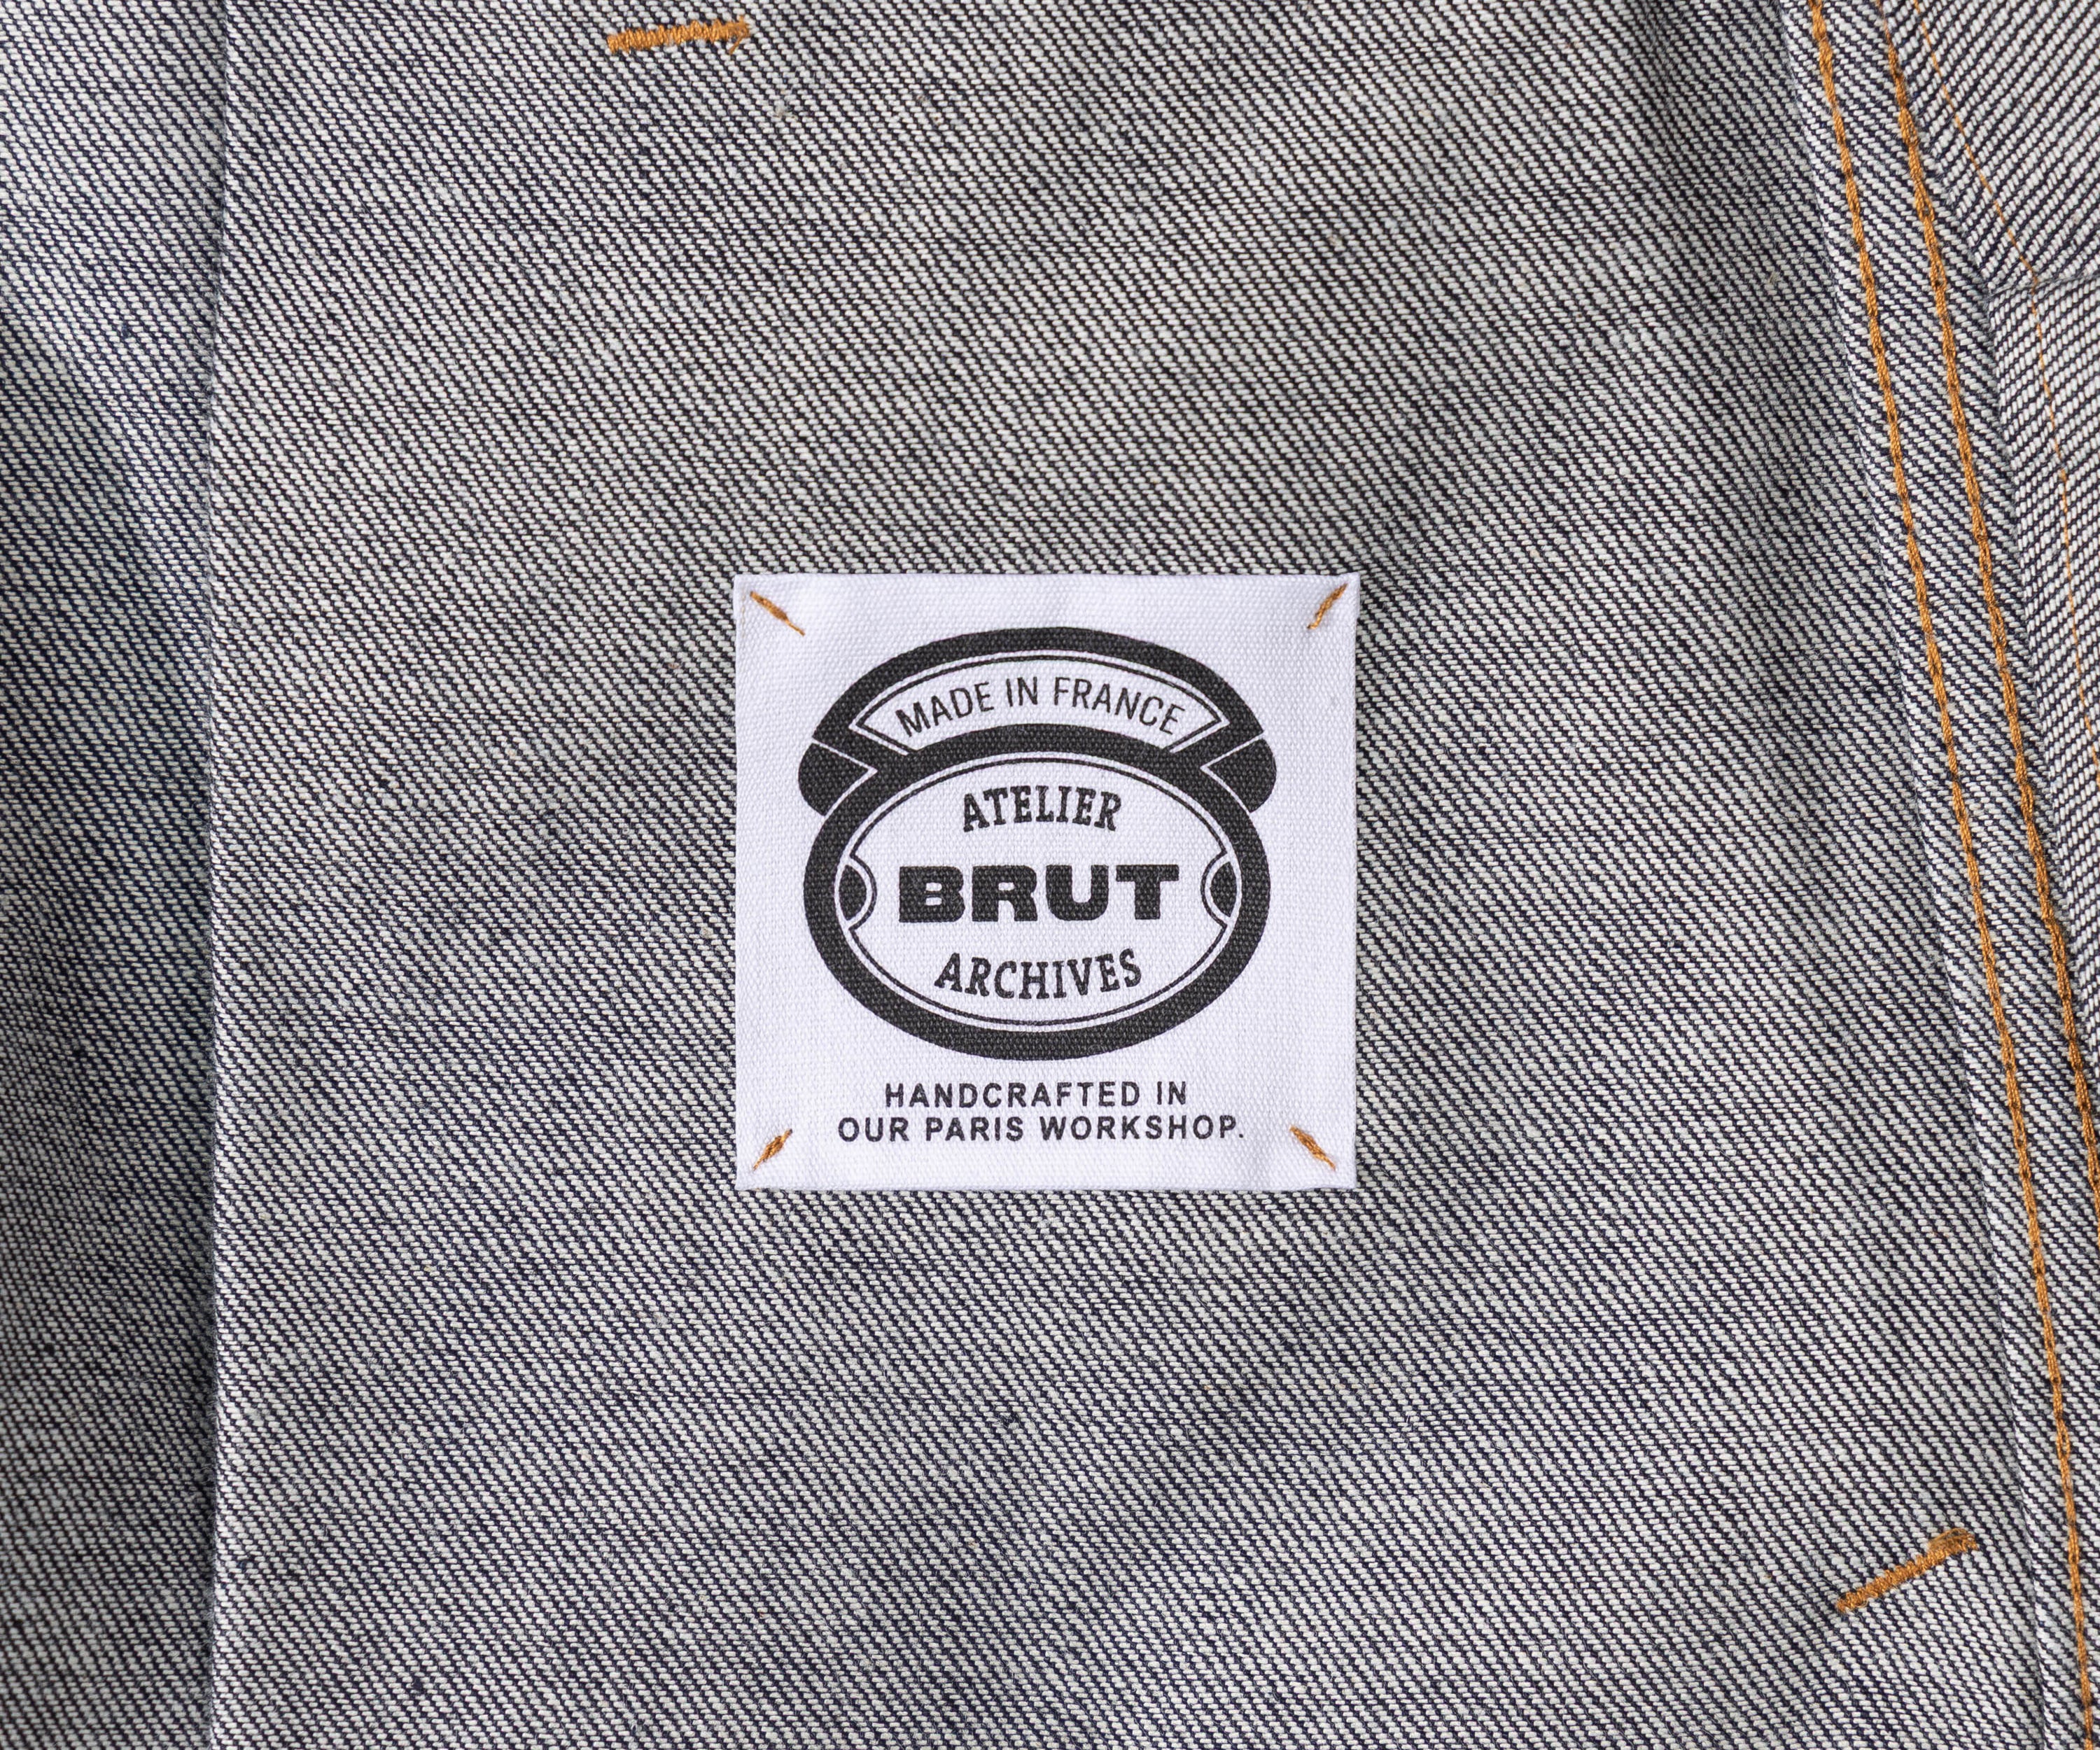 MADE IN FRANCE
ATELIER
BRUT
ARCHIVES
HANDCRAFTED IN
OUR PARIS WORKSHOP.